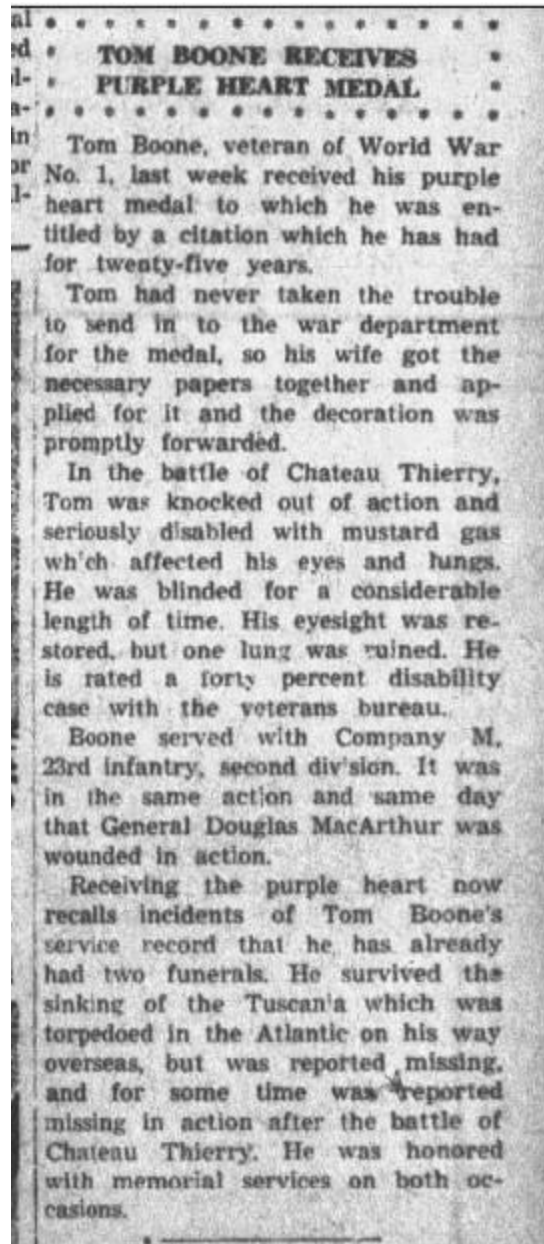 al
ed
ol-
a-
in
or
l-
TOM BOONE RECEIVES
PURPLE HEART MEDAL
Tom Boone, veteran of World War
No. 1, last week received his purple
heart medal to which he was en-
titled by a citation which he has had
for twenty-five years.
Tom had never taken the trouble
to send in to the war department
for the medal, so his wife got the
necessary papers together and ap-
plied for it and the decoration was
promptly forwarded.
In the battle of Chateau Thierry,
Tom was knocked out of action and
seriously disabled with mustard gas
wh'ch affected his eyes and lungs.
He was blinded for a considerable
length of time. His eyesight was re-
stored, but one lung was ruined. He
is rated a forty percent disability
case with the veterans bureau.
Boone served with Company M,
23rd infantry, second div'sion. It was
in the same action and same day
that General Douglas MacArthur was
wounded in action.
Receiving the purple heart now
recalls incidents of Tom Boone's
service record that he has already
had two funerals. He survived the
sinking of the Tuscan'a which was
torpedoed in the Atlantic on his way
overseas, but was reported missing,
and for some time was reported
missing in action after the battle of
Chateau Thierry. He was honored
with memorial services on both oc-
casions.